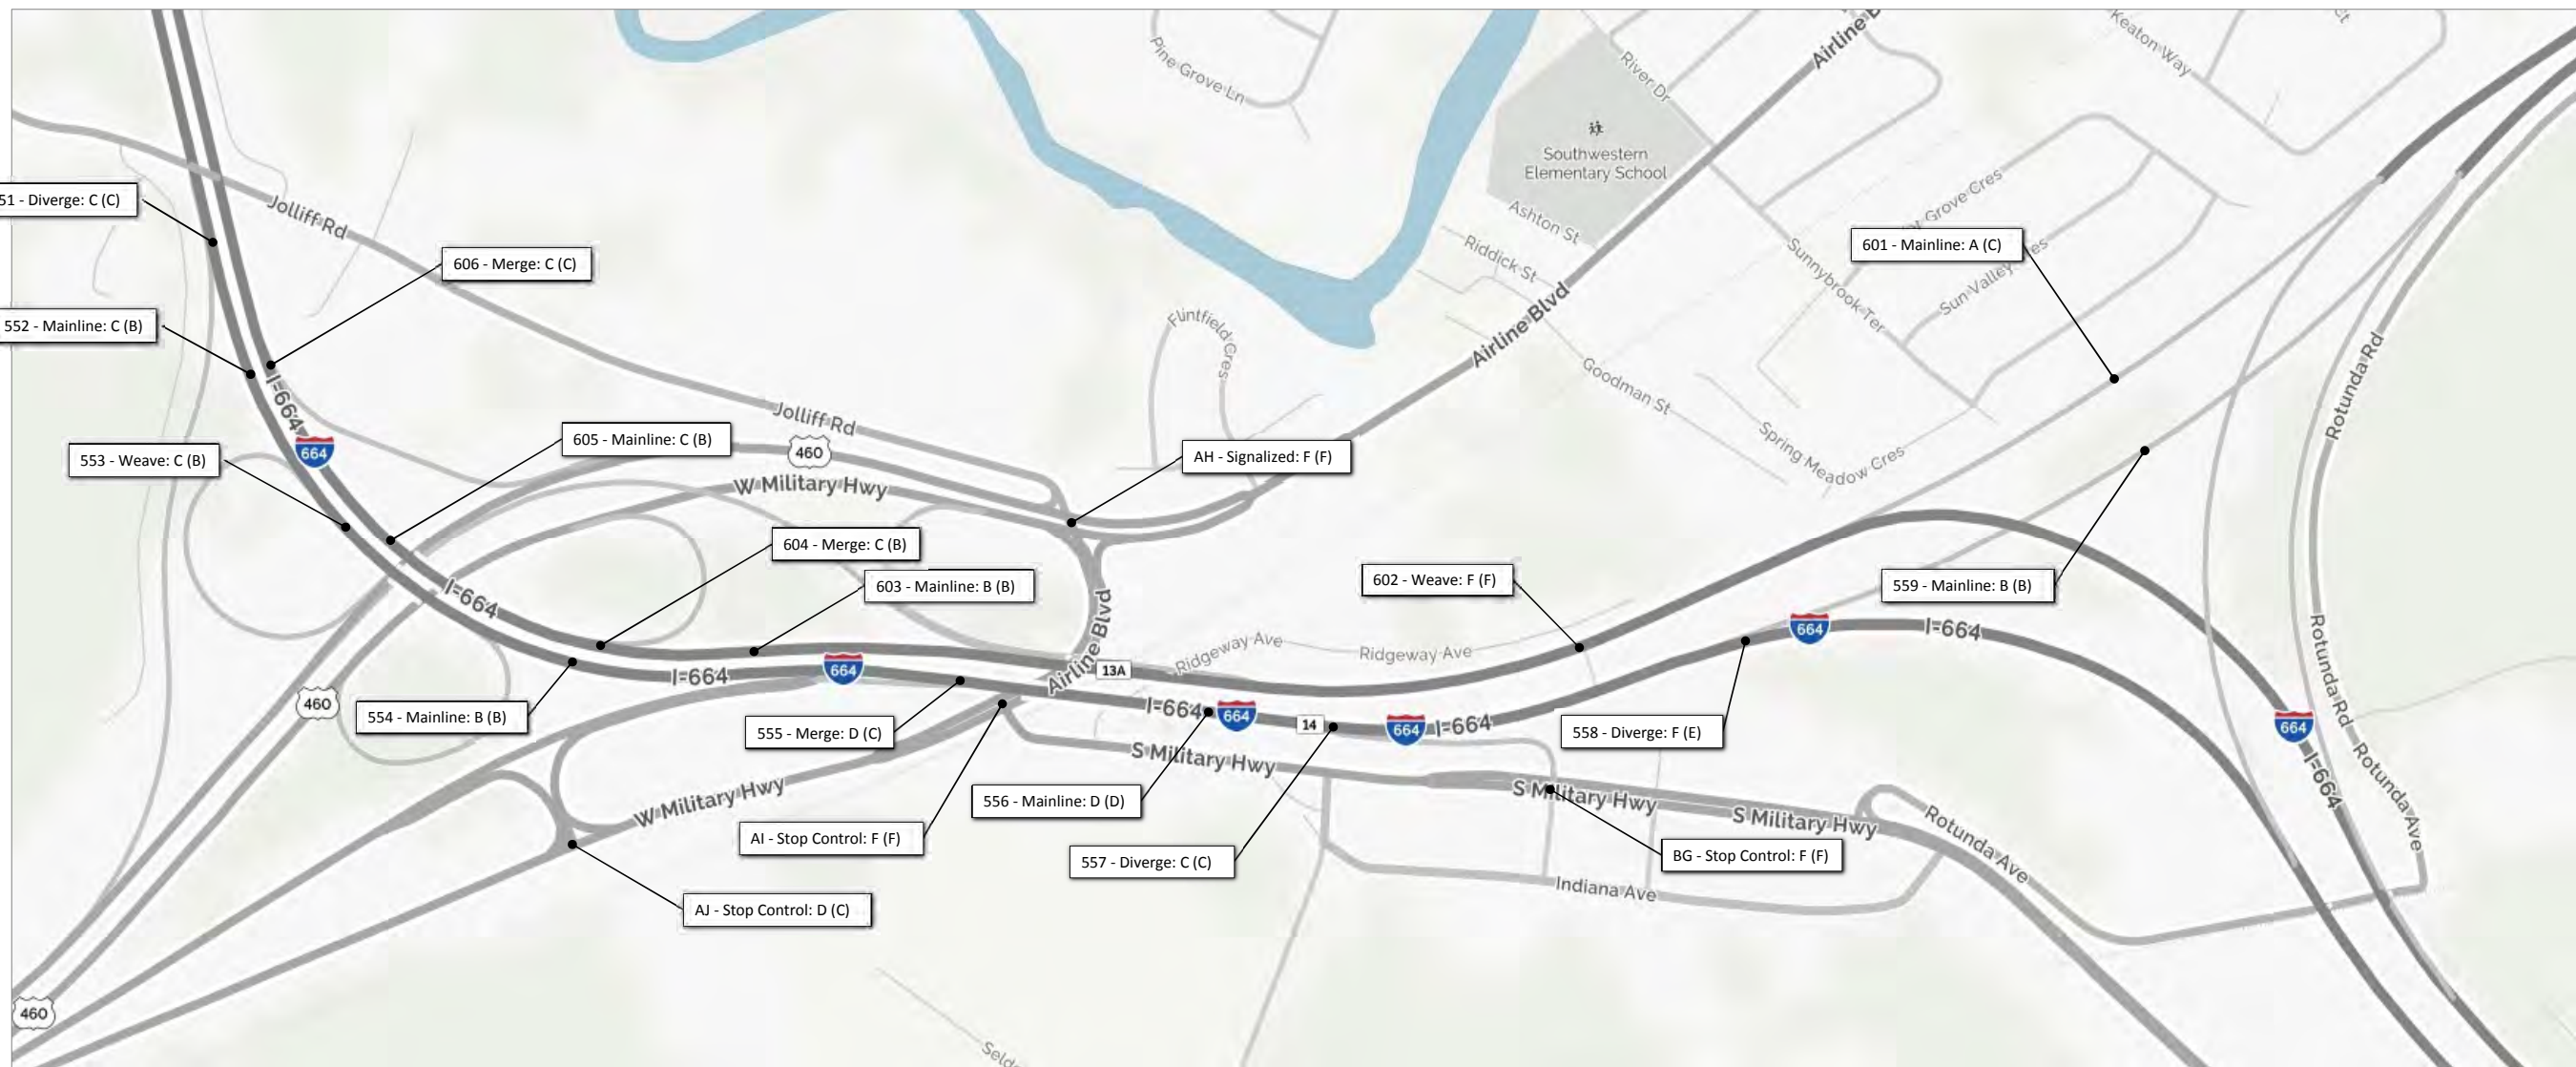 Airline B
Keaton Way
Ct
Pine Grove Ln
River Dr
Southwestern
Elementary School
51 - Diverge: C (C)
Jolliff Rd
Ashton St
Grove Cres
606 - Merge: C (C)
Riddick St
601 - Mainline: A (C)
Sunnybrook Ter
Sun Valley
es
552 - Mainline: C (B)
Flintfield Cres
Airline Blvd
Rotunda Rd
I-664
Goodman St
Jolliff Rd
605 - Mainline: C (B)
664
460
553 - Weave: C (B)
AH - Signalized: F (F)
Spring Meadow Cres
W Military Hwy
604 - Merge: C (B)
603 - Mainline: B (B)
602 - Weave: F (F)
559 - Mainline: B (B)
I-664
Airline Blvd
Ridgeway Ave
Ridgeway Ave
664
I-664
Rotunda Rd
13A
I-664
664
460
554 - Mainline: B (B)
555 - Merge: D (C)
I-664
664
14
664
I-664
558 - Diverge: F (E)
664
I-664
Rotunda Ave
S Military Hwy
W Military Hwy
556 - Mainline: D (D)
S Military Hwy
S Military Hwy
Rotunda Ave
AI - Stop Control: F (F)
557 - Diverge: C (C)
BG - Stop Control: F (F)
Indiana Ave
AJ - Stop Control: D (C)
460